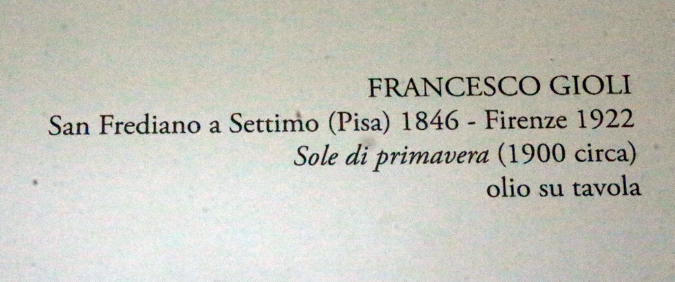 FRANCESCO GIOLI
San Frediano a Settimo (Pisa) 1846 - Firenze 1922
Sole di primavera (1900 circa)
olio su tavola